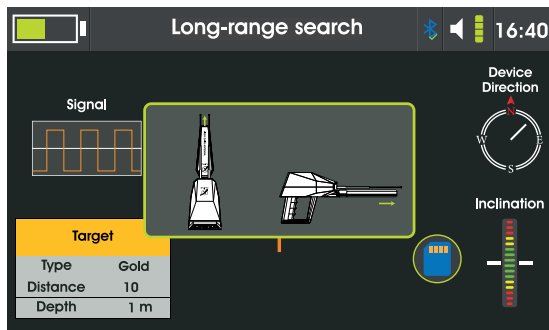 Long-range search
16:40
Device
Direction
N
W
E
S
Signal
Inclination
Target
Type Gold
Distance 10
Depth 1 m